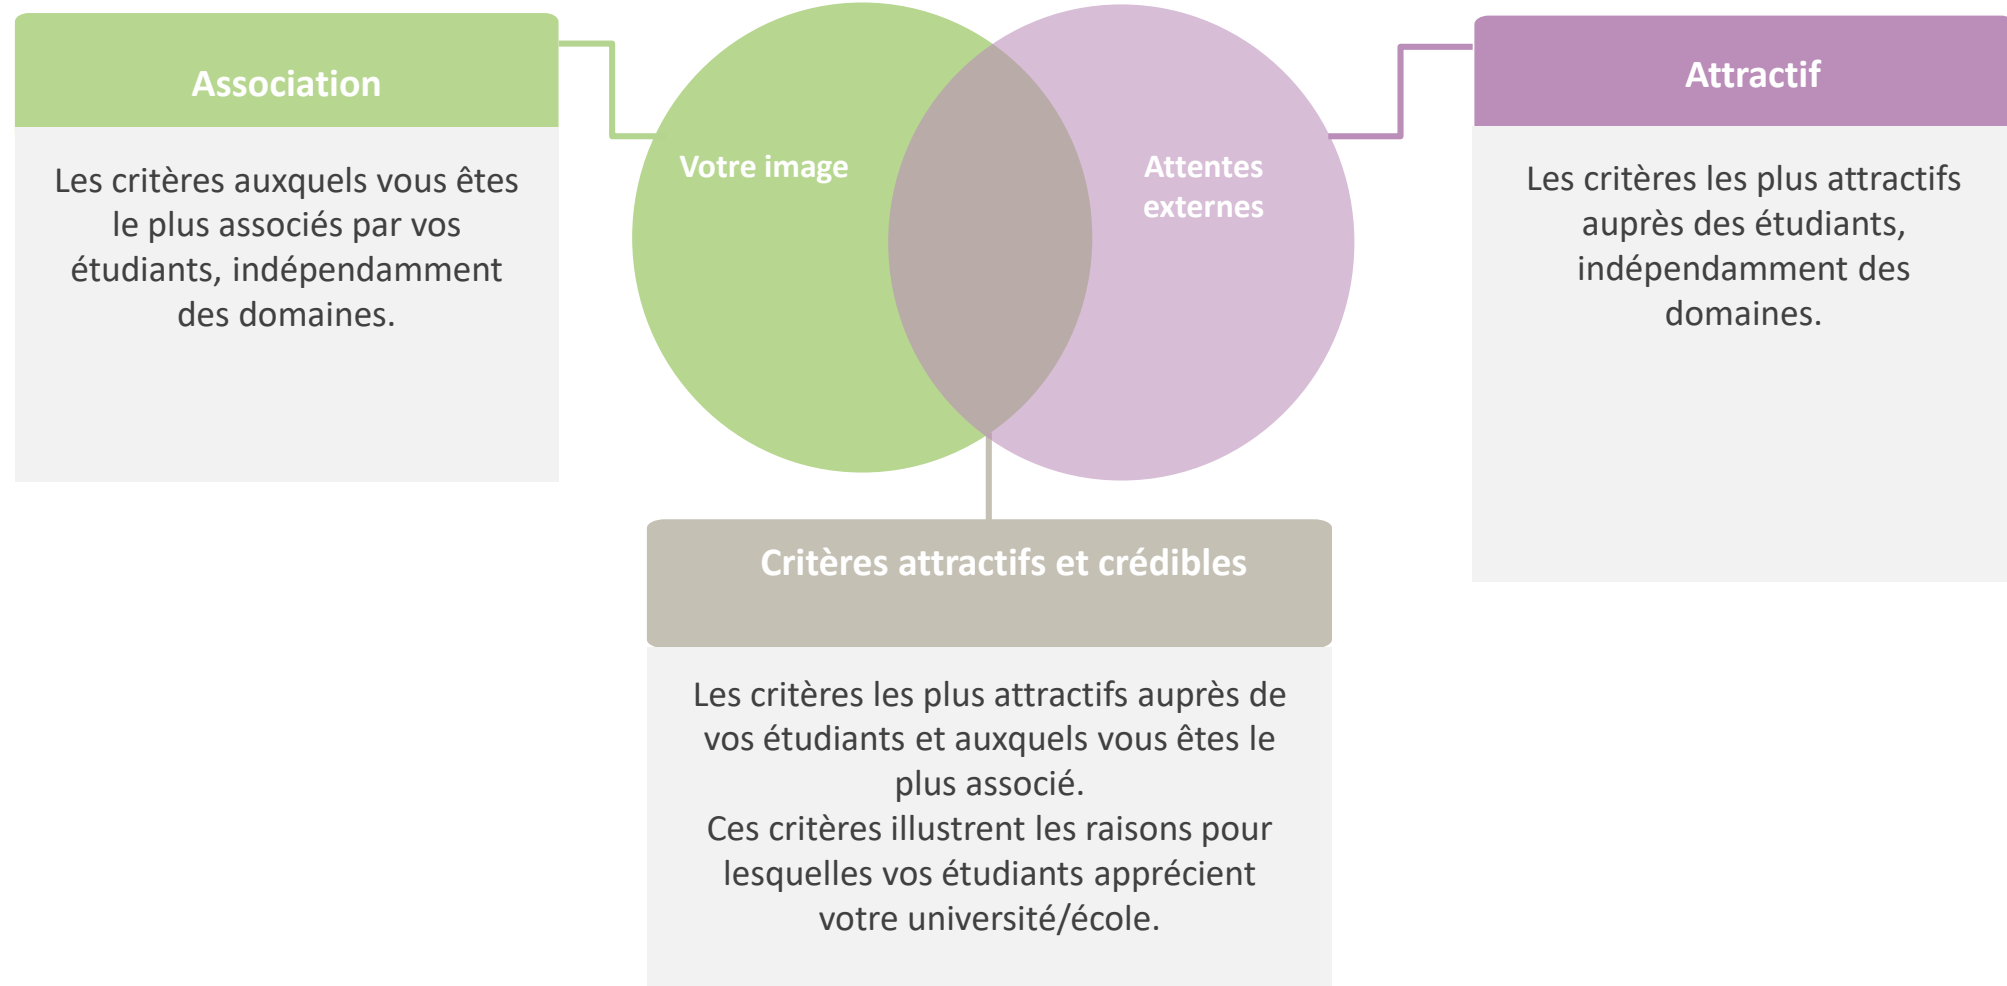 Association
Les critères auxquels vous êtes
le plus associés par vos
étudiants, indépendamment
des domaines.
Votre image
Attentes
externes
Attractif
Les critères les plus attractifs
auprès des étudiants,
indépendamment des
domaines.
Critères attractifs et crédibles
Les critères les plus attractifs auprès de
vos étudiants et auxquels vous êtes le
plus associé.
Ces critères illustrent les raisons pour
lesquelles vos étudiants apprécient
votre université/école.